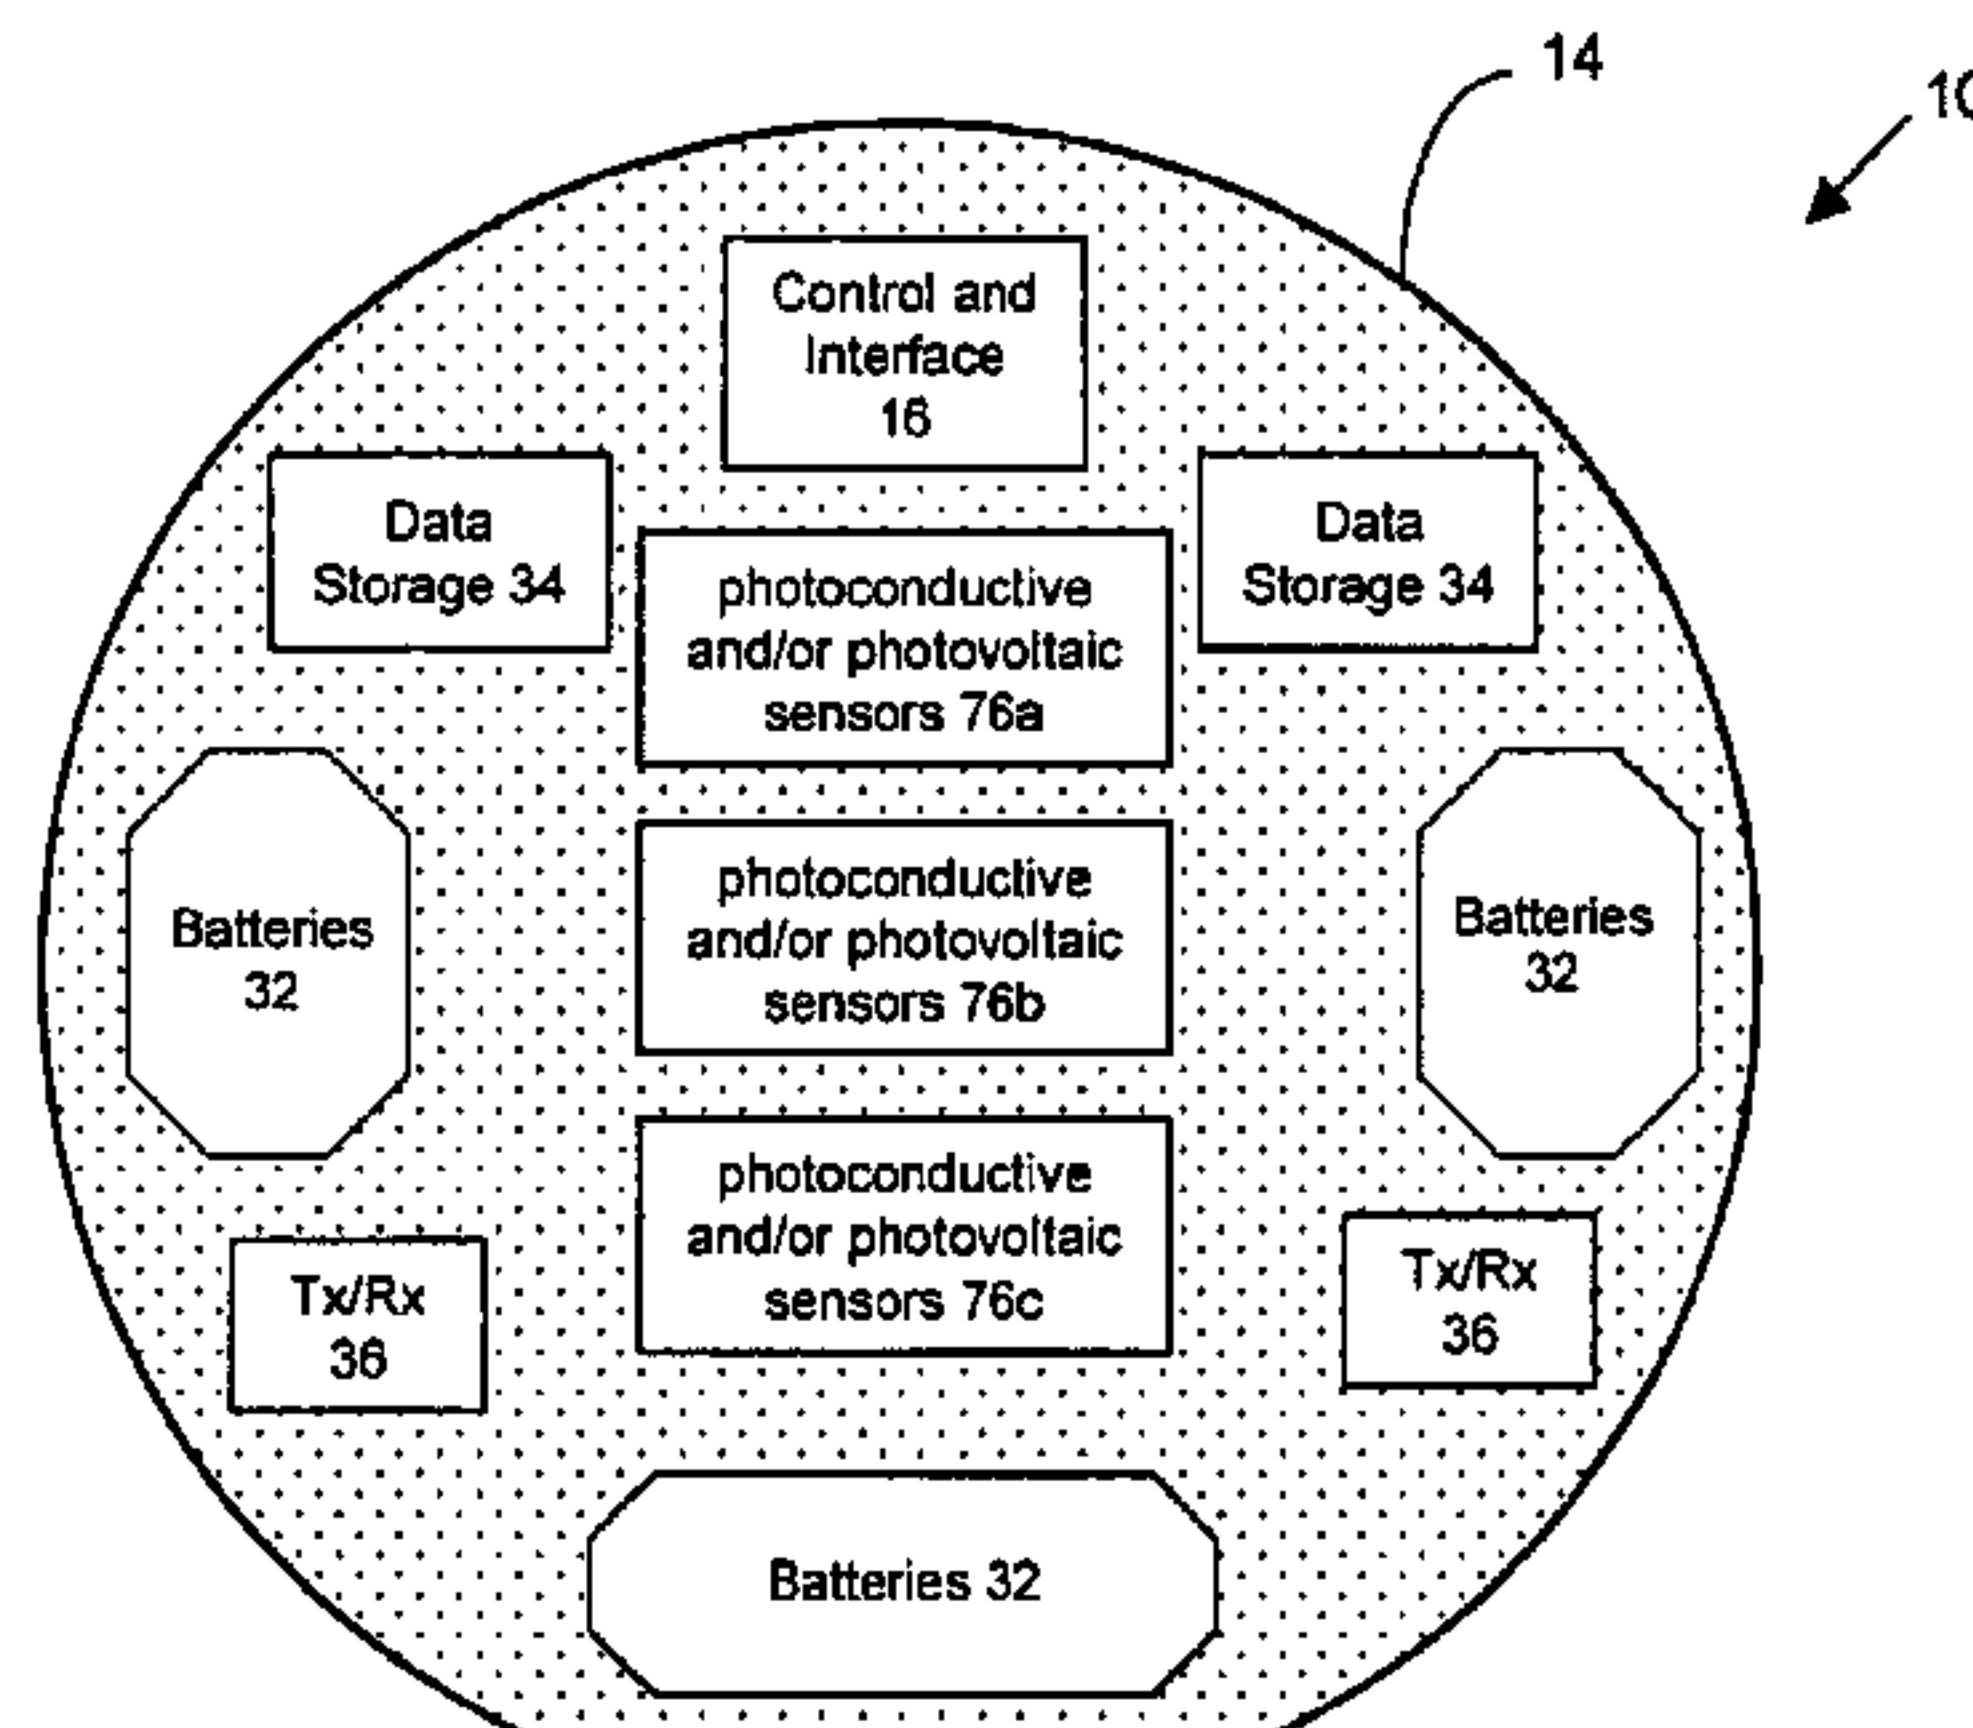 14
10
Control and
Interface
16
Data
Storage 34
Data
Storage 34
photoconductive
and/or photovoltaic
sensors 76a
Batteries
32
photoconductive
and/or photovoltaic
sensors 76b
Batteries
32
photoconductive
and/or photovoltaic
sensors 76c
Tx/Rx
36
Tx/Rx
36
Batteries 32